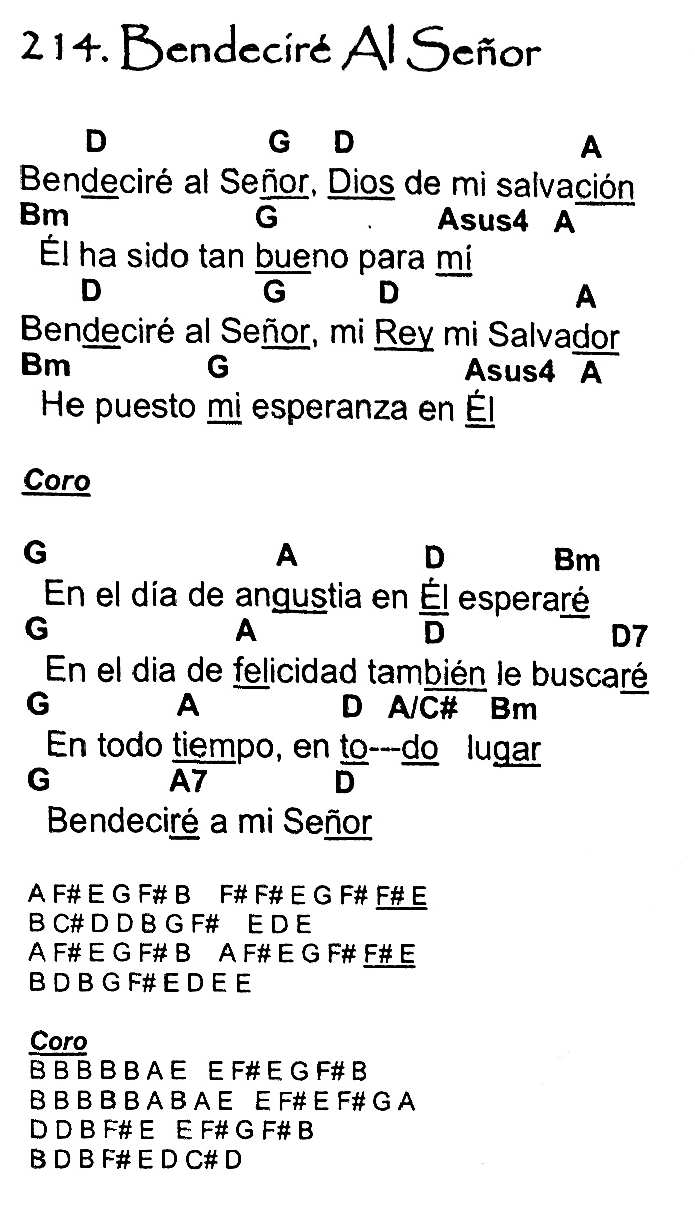 214. Bendeciré Al Señor
D G D A
Bendeciré al Señor, Dios de mi salvación
Bm G Asus4 A
Él ha sido tan bueno para mí
D G D A
Bendeciré al Señor, mi Rey mi Salvador
Bm G Asus4 A
He puesto mi esperanza en Él
Coro
G A D Bm
En el día de angustia en Él esperaré
G A D D7
En el dia de felicidad también le buscaré
G A D A/C# Bm
En todo tiempo, en to---do lugar
G A7 D
Bendeciré a mi Señor
A F# E G F# B F# F# E G F# F# E
B C# D D B G F# E D E
A F# E G F# B A F# E G F# F# E
B D B G F# E D E E
Coro
B B B B B A E E F# E G F# B
B B B B B A B A E E F# E F# G A
D D B F# E E F# G F# B
B D B F# E D C# D